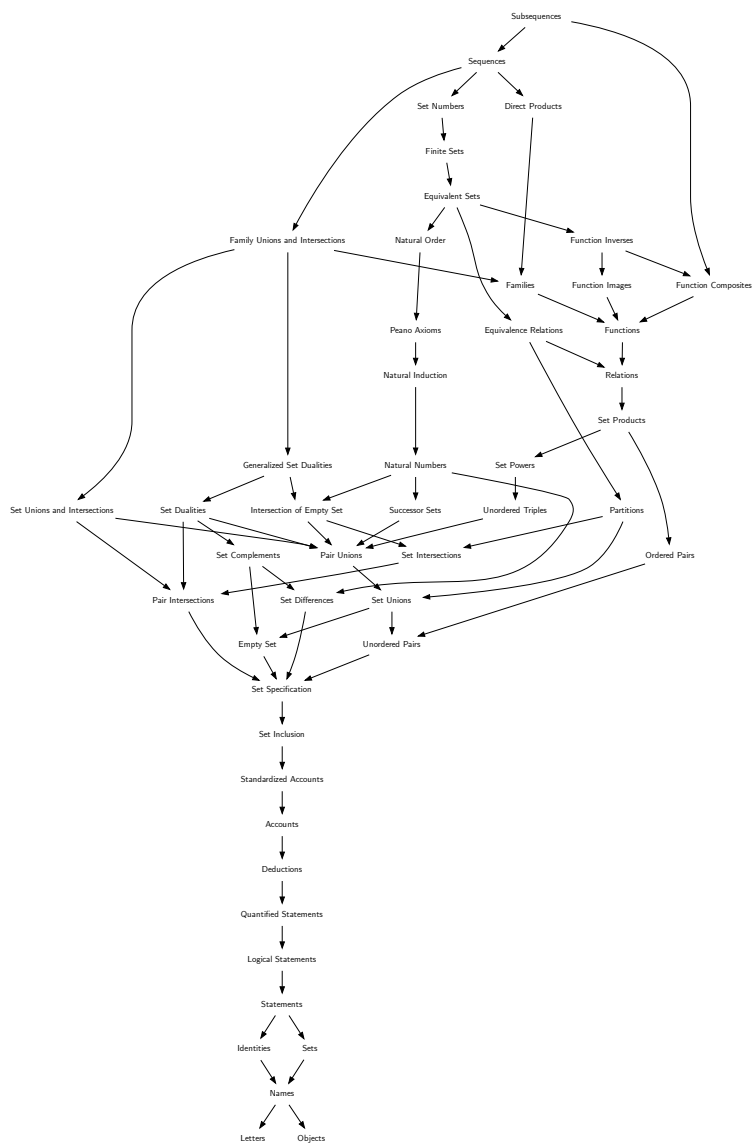 Subsequences
Sequences
Set Numbers
Direct Products
Finite Sets
Equivalent Sets
Family Unions and Intersections
Natural Order
Function Inverses
Families
Function Images
Function Composites
Peano Axioms
Equivalence Relations
Functions
Natural Induction
Relations
Set Products
Generalized Set Dualities
Natural Numbers
Set Powers
Set Unions and Intersections
Set Dualities
Intersection of Empty Set
Successor Sets
Unordered Triples
Partitions
Set Complements
Pair Unions
Set Intersections
Ordered Pairs
Pair Intersections
Set Differences
Set Unions
Empty Set
Unordered Pairs
Set Specification
Set Inclusion
Standardized Accounts
Accounts
Deductions
Quantified Statements
Logical Statements
Statements
Identities
Sets
Names
Letters
Objects